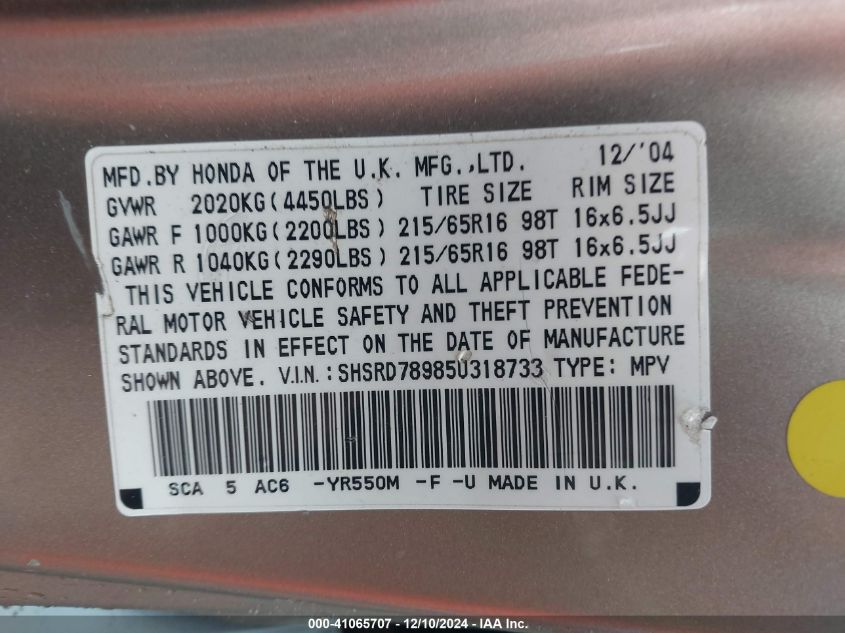 MFD.BY HONDA OF THE U.K. MFG.,LTD. 12/'04
GVWR 2020KG(4450LBS) TIRE SIZE RIM SIZE
GAWR F 1000KG(2200LBS) 215/65R16 98T 16x6.5JJ
GAWR R 1040KG(2290LBS) 215/65R16 98T 16x6.5JJ
THIS VEHICLE CONFORMS TO ALL APPLICABLE FEDE-
RAL MOTOR VEHICLE SAFETY AND THEFT PREVENTION
STANDARDS IN EFFECT ON THE DATE OF MANUFACTURE
SHOWN ABOVE. V.I.N.:SHSRD78985U318733 TYPE: MPV
SCA 5 AC6 -YR550M -F -U MADE IN U.K.
000-41065707 - 12/10/2024 - IAA Inc.